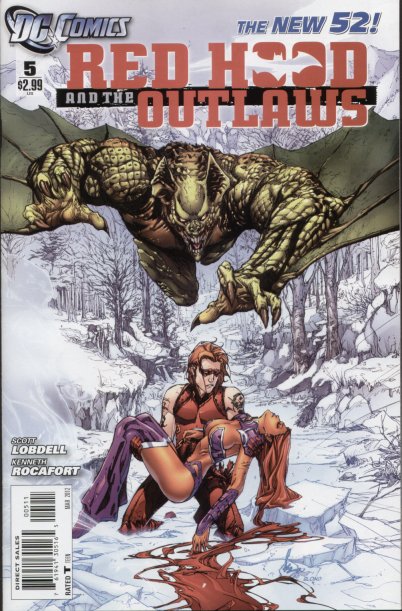 DC COMICS
THE NEW 52!
5
$2.99
RED HOOD
AND THE
OUTLAWS
SCOTT
LOBDELL
KENNETH
ROCAFORT
00511
DIRECT SALES
RATED T TEEN
MAR 2012